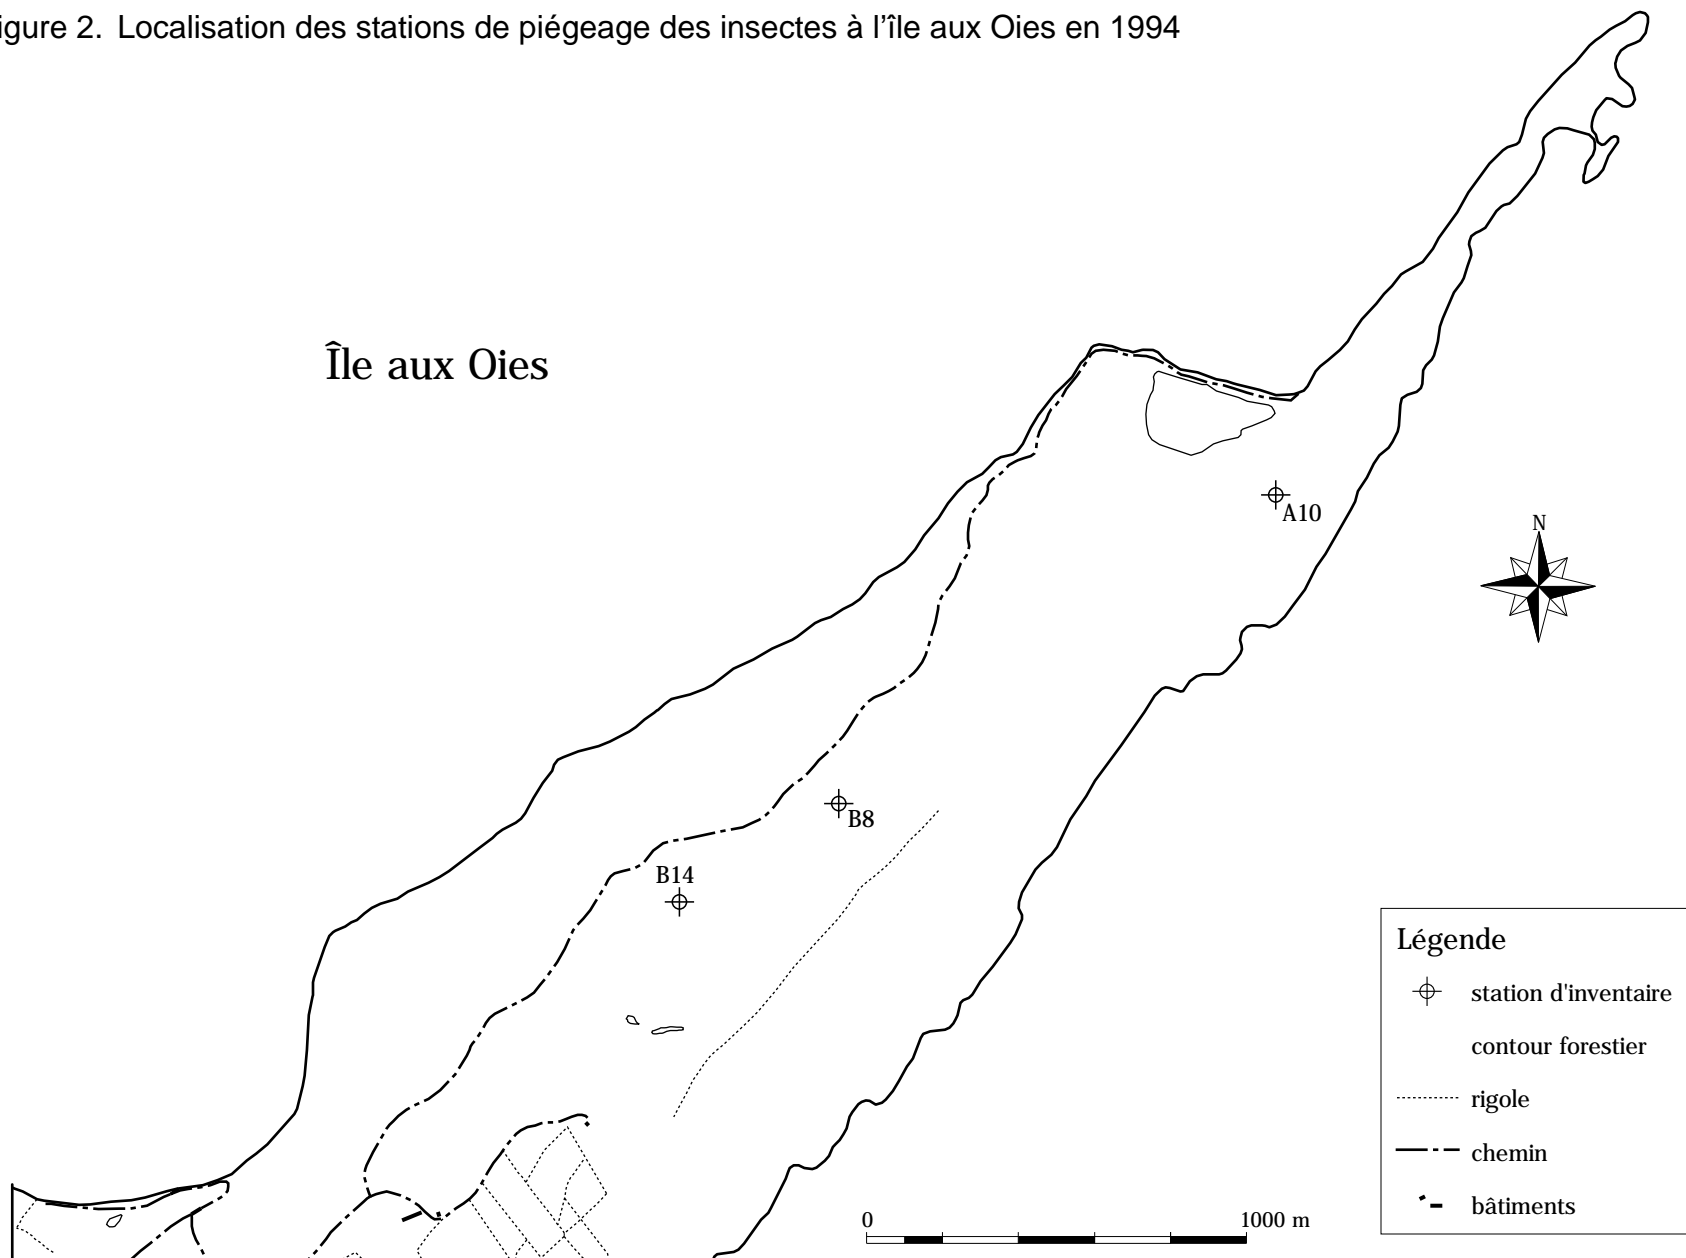 igure 2. Localisation des stations de piégeage des insectes à l'île aux Oies en 1994
Île aux Oies
A10
N
B8
B14
Légende
station d'inventaire
contour forestier
rigole
chemin
bâtiments
0 1000 m